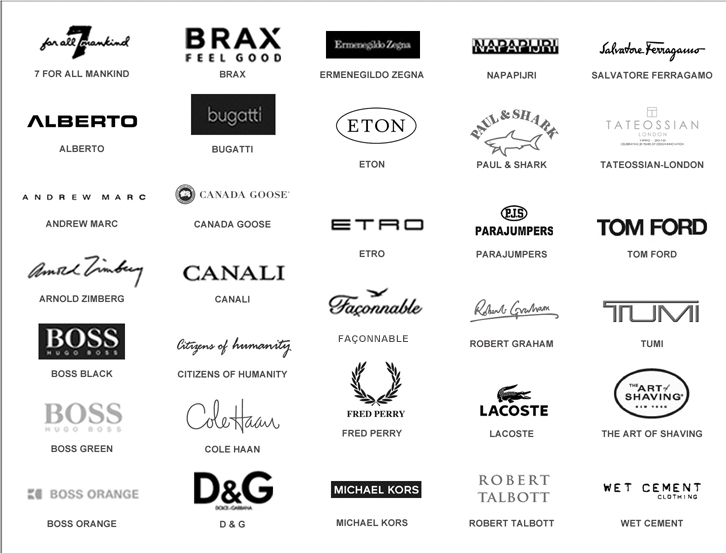 for all 7 mankind
7 FOR ALL MANKIND
ALBERTO
ALBERTO
ANDREW MARC
ANDREW MARC
Arnold Zimberg
ARNOLD ZIMBERG
BOSS
HUGO BOSS
BOSS BLACK
BOSS
HUGO BOSS
BOSS GREEN
BOSS ORANGE
BOSS ORANGE
BRAX
FEEL GOOD
BRAX
bugatti
BUGATTI
CANADA GOOSE
CANADA GOOSE
CANALI
CANALI
Citizens of humanity
CITIZENS OF HUMANITY
Cole Haan
COLE HAAN
D&G
DOLCE & GABBANA
D & G
Ermenegildo Zegna
ERMENEGILDO ZEGNA
ETON
ETON
ETRO
ETRO
Façonnable
FAÇONNABLE
FRED PERRY
FRED PERRY
MICHAEL KORS
MICHAEL KORS
NAPAPIJRI
NAPAPIJRI
PAUL & SHARK
PAUL & SHARK
P.J.S
PARAJUMPERS
PARAJUMPERS
Robert Graham
ROBERT GRAHAM
LACOSTE
LACOSTE
ROBERT
TALBOTT
ROBERT TALBOTT
Salvatore Ferragamo
SALVATORE FERRAGAMO
TATEOSSIAN
LONDON
TATEOSSIAN-LONDON
TOM FORD
TOM FORD
TUMI
TUMI
THE ART of
SHAVING
NEW YORK
THE ART OF SHAVING
WET CEMENT
CLOTHING
WET CEMENT